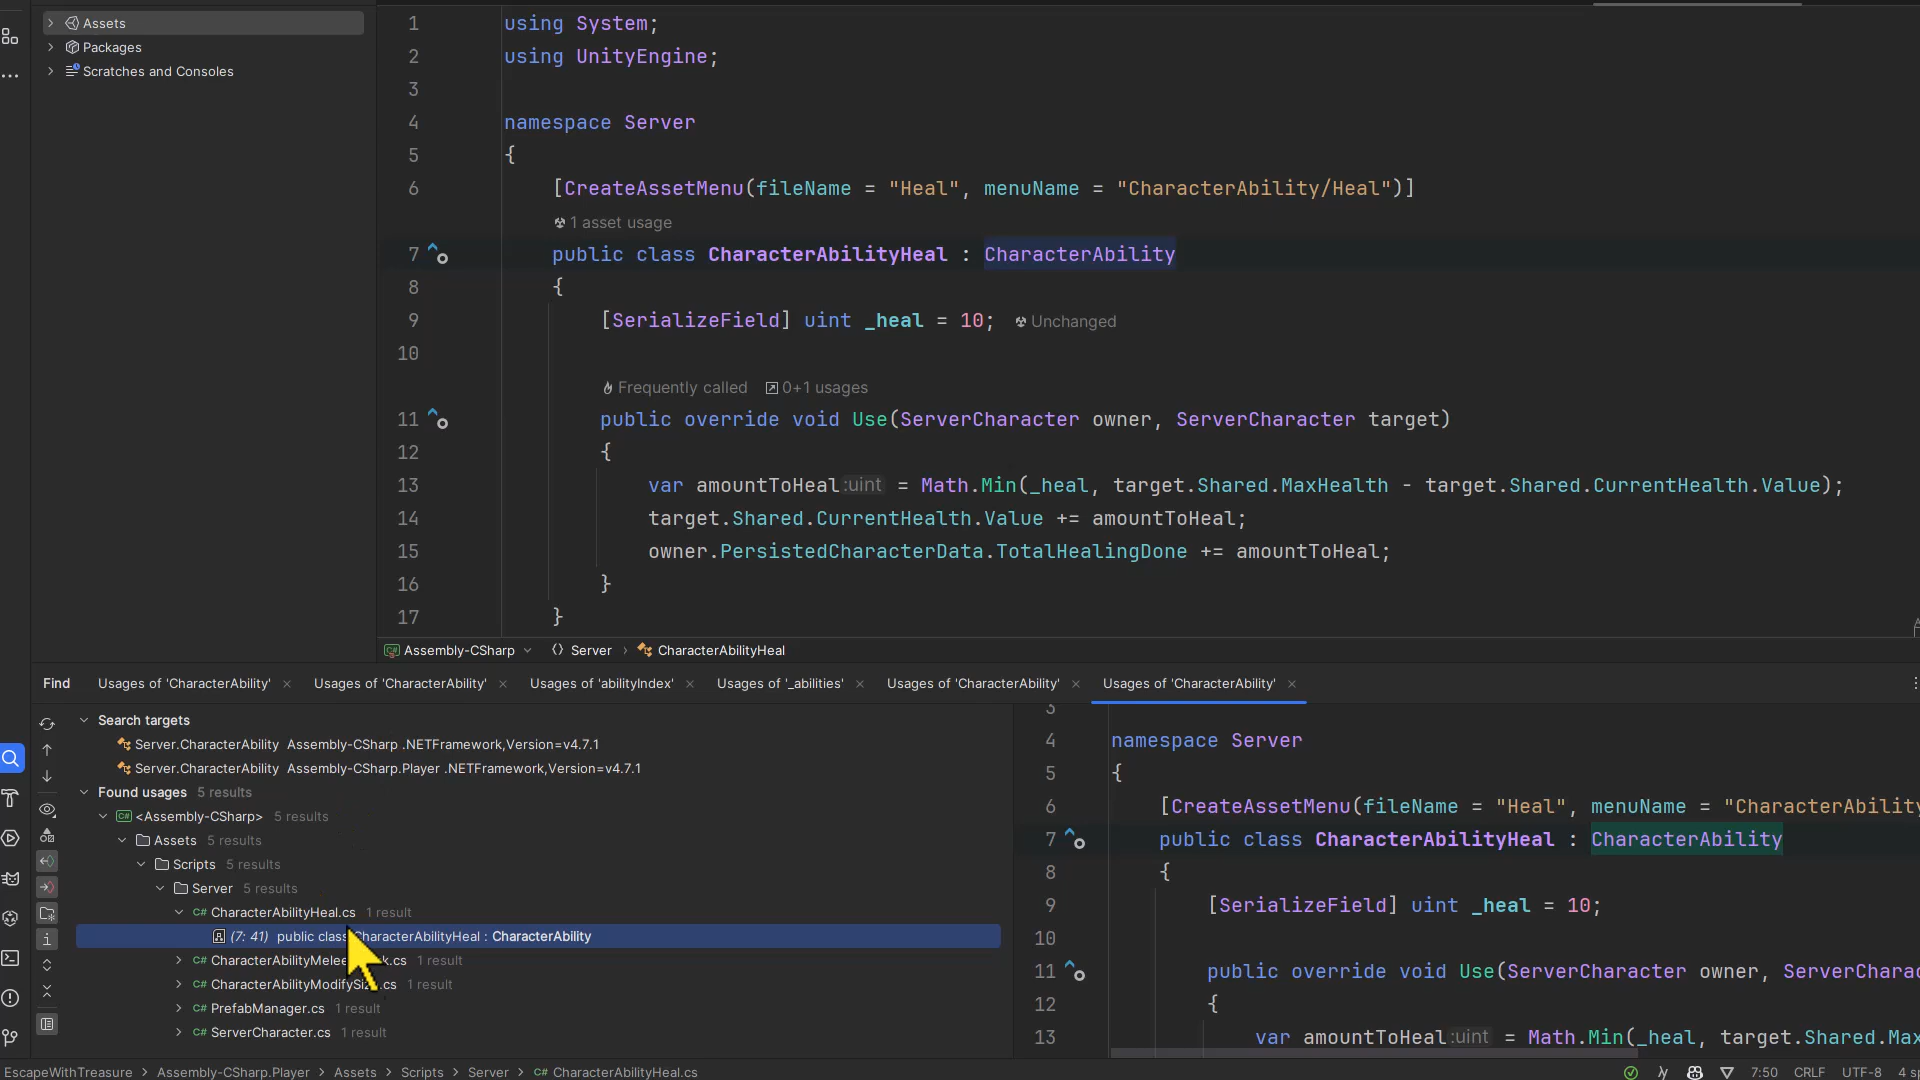 Assets
Packages
Scratches and Consoles
1 using System;
2 using UnityEngine;
3
4 namespace Server
5 {
6 [CreateAssetMenu(fileName = "Heal", menuName = "CharacterAbility/Heal")]
1 asset usage
7 public class CharacterAbilityHeal : CharacterAbility
8 {
9 [SerializeField] uint _heal = 10; Unchanged
10
Frequently called 0+1 usages
11 public override void Use(ServerCharacter owner, ServerCharacter target)
12 {
13 var amountToHeal:uint = Math.Min(_heal, target.Shared.MaxHealth - target.Shared.CurrentHealth.Value);
14 target.Shared.CurrentHealth.Value += amountToHeal;
15 owner.PersistedCharacterData.TotalHealingDone += amountToHeal;
16 }
17 }
Assembly-CSharp Server CharacterAbilityHeal
Find Usages of 'CharacterAbility' Usages of 'CharacterAbility' Usages of 'abilityIndex' Usages of '_abilities' Usages of 'CharacterAbility' Usages of 'CharacterAbility'
Search targets
Server.CharacterAbility Assembly-CSharp .NETFramework,Version=v4.7.1
Server.CharacterAbility Assembly-CSharp.Player .NETFramework,Version=v4.7.1
Found usages 5 results
<Assembly-CSharp> 5 results
Assets 5 results
Scripts 5 results
Server 5 results
CharacterAbilityHeal.cs 1 result
(7: 41) public class CharacterAbilityHeal : CharacterAbility
1 result
1 result
PrefabManager.cs 1 result
ServerCharacter.cs 1 result
3
4 namespace Server
5 {
6 [CreateAssetMenu(fileName = "Heal", menuName = "CharacterAbility
7 public class CharacterAbilityHeal : CharacterAbility
8 {
9 [SerializeField] uint _heal = 10;
10
11 public override void Use(ServerCharacter owner, ServerCharac
12 {
13 var amountToHeal:uint = Math.Min(_heal, target.Shared.Max
EscapeWithTreasure Assembly-CSharp.Player Assets Scripts Server CharacterAbilityHeal.cs 7:50 CRLF UTF-8 4 sp